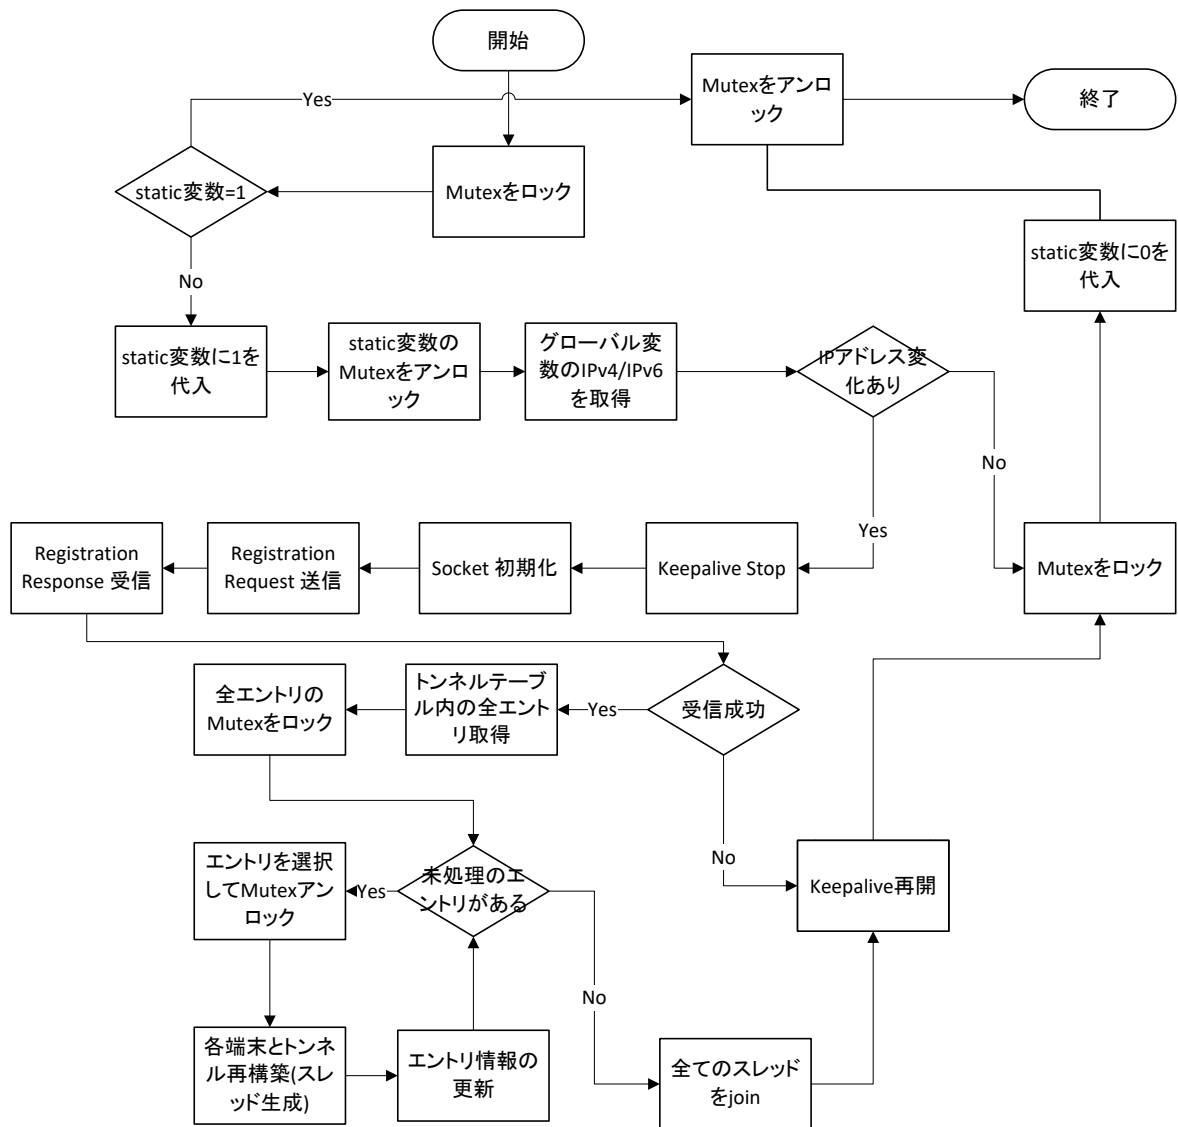 開始
Yes
Mutexをアンロ
ック
終了
static変数=1
Mutexをロック
No
static変数に0を
代入
static変数に1を
代入
static変数の
Mutexをアンロ
ック
グローバル変
数のIPv4/IPv6
を取得
IPアドレス変
化あり
No
Yes
Registration
Response 受信
Registration
Request 送信
Socket 初期化
Keepalive Stop
Mutexをロック
全エントリの
Mutexをロック
トンネルテーブ
ル内の全エント
リ取得
Yes
受信成功
No
エントリを選択
してMutexアン
ロック
Yes
未処理のエ
ントリがある
Keepalive再開
No
各端末とトンネ
ル再構築(スレ
ッド生成)
エントリ情報の
更新
全てのスレッド
をjoin